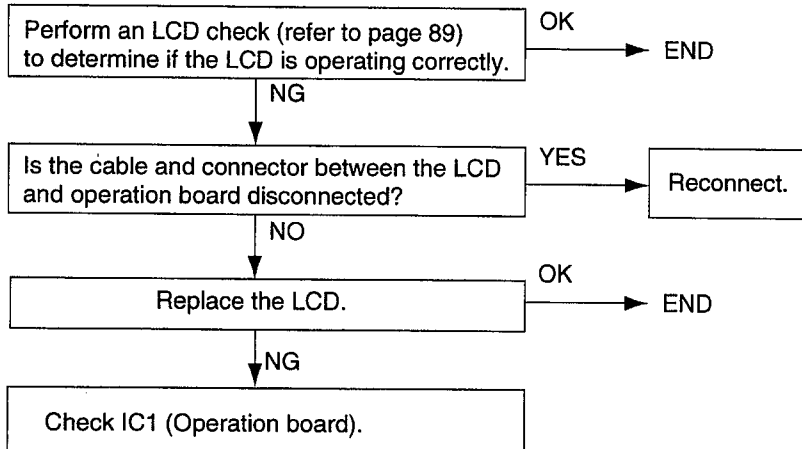 Perform an LCD check (refer to page 89)
to determine if the LCD is operating correctly.
OK
END
NG
Is the cable and connector between the LCD
and operation board disconnected?
YES
Reconnect.
NO
Replace the LCD.
OK
END
NG
Check IC1 (Operation board).